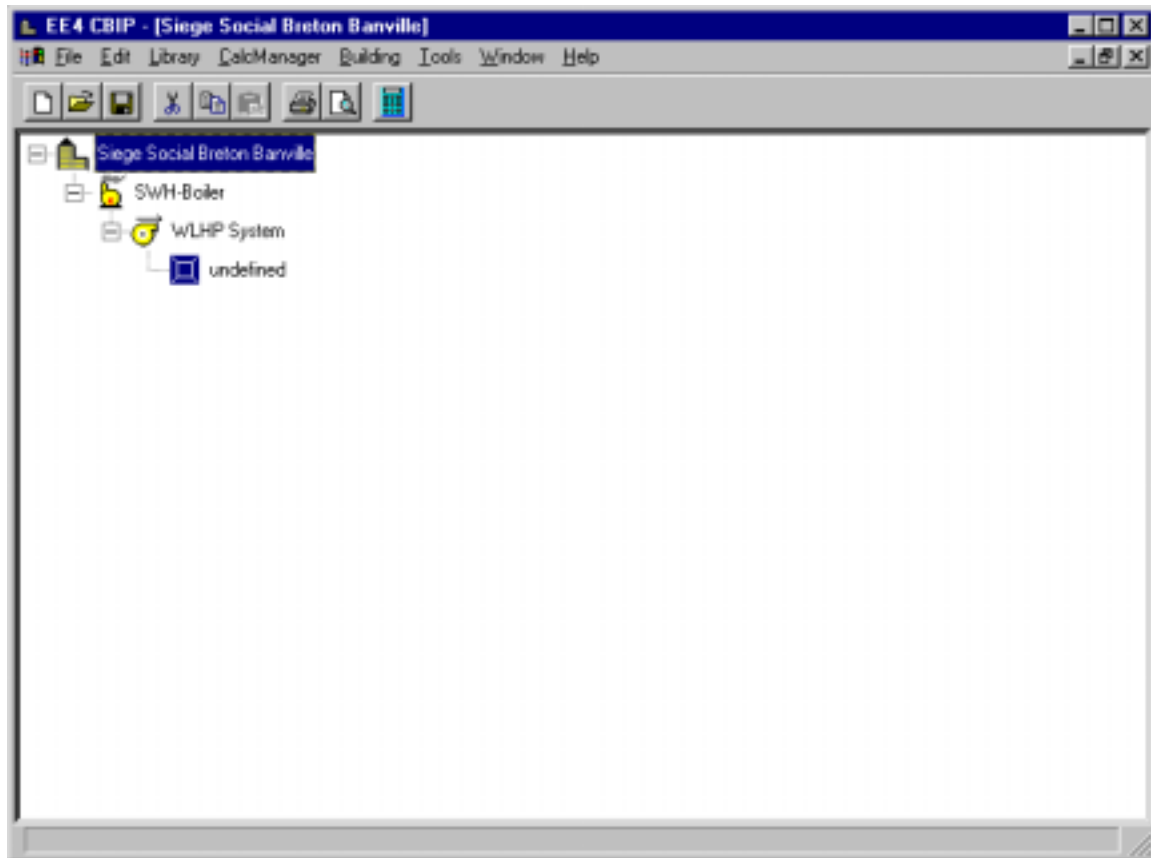 EE4 CBIP - [Siege Social Breton Banville]
File Edit Library CalcManager Building Tools Window Help
Siege Social Breton Banville
SWH-Boiler
WLHP System
undefined